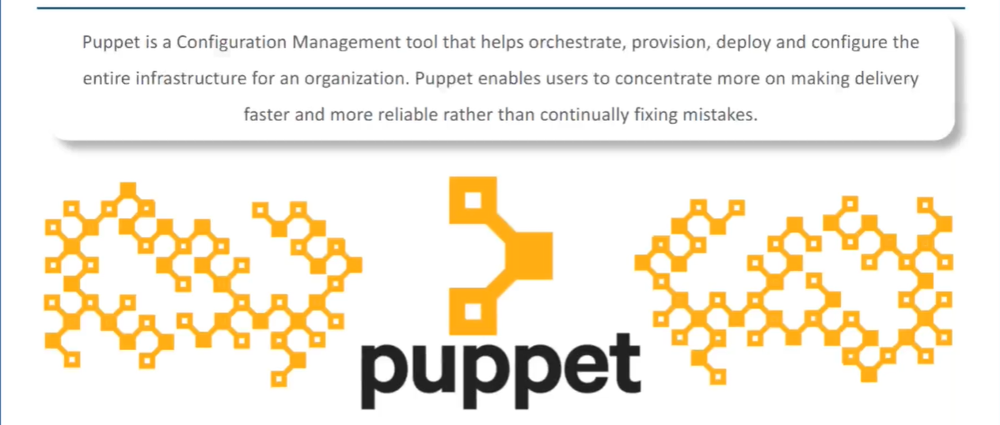 Puppet is a Configuration Management tool that helps orchestrate, provision, deploy and configure the
entire infrastructure for an organization. Puppet enables users to concentrate more on making delivery
faster and more reliable rather than continually fixing mistakes.
puppet